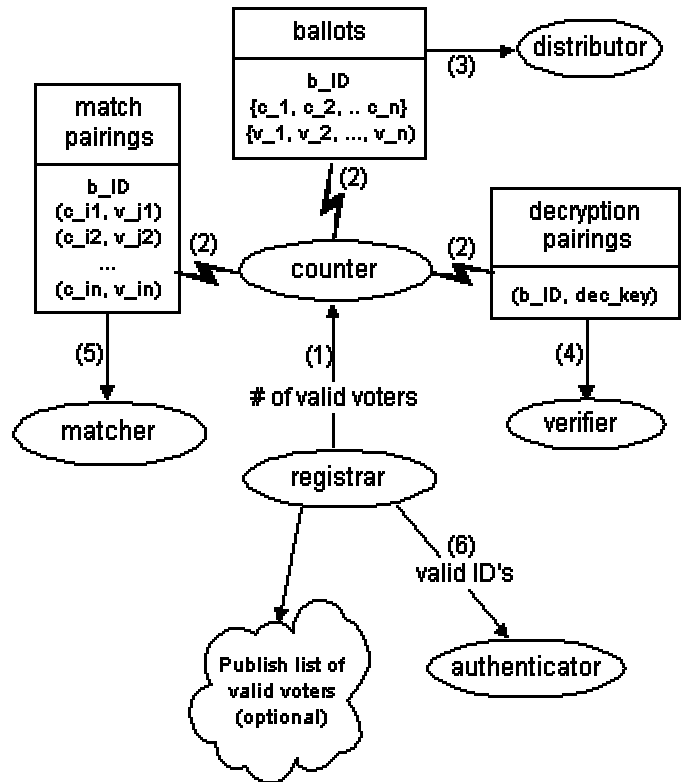 ballots
b_ID
{c_1, c_2, .. c_n}
{v_1, v_2, ..., v_n)
(3)
distributor
match
pairings
b_ID
(c_i1, v_j1)
(c_i2, v_j2)
...
(c_in, v_in)
(2)
(2)
counter
(2)
decryption
pairings
(b_ID, dec_key)
(5)
matcher
(1)
# of valid voters
(4)
verifier
registrar
(6)
valid ID's
Publish list of
valid voters
(optional)
authenticator